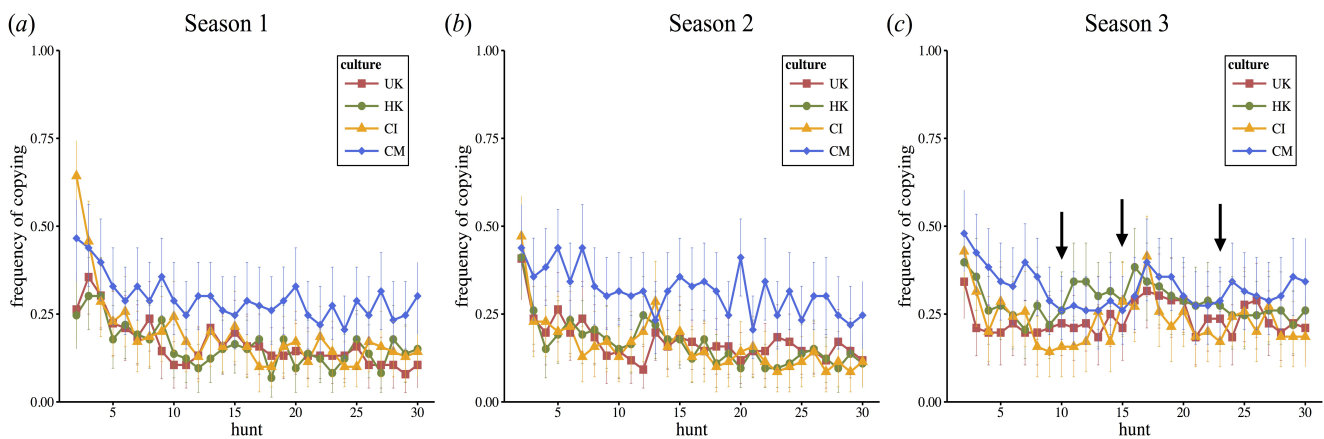 (a) Season 1
1.00
0.75
0.50
0.25
0.00
frequency of copying
5 10 15 20 25 30
hunt
culture
UK
HK
CI
CM
(b) Season 2
1.00
0.75
0.50
0.25
0.00
frequency of copying
5 10 15 20 25 30
hunt
culture
UK
HK
CI
CM
(c) Season 3
1.00
0.75
0.50
0.25
0.00
frequency of copying
5 10 15 20 25 30
hunt
culture
UK
HK
CI
CM